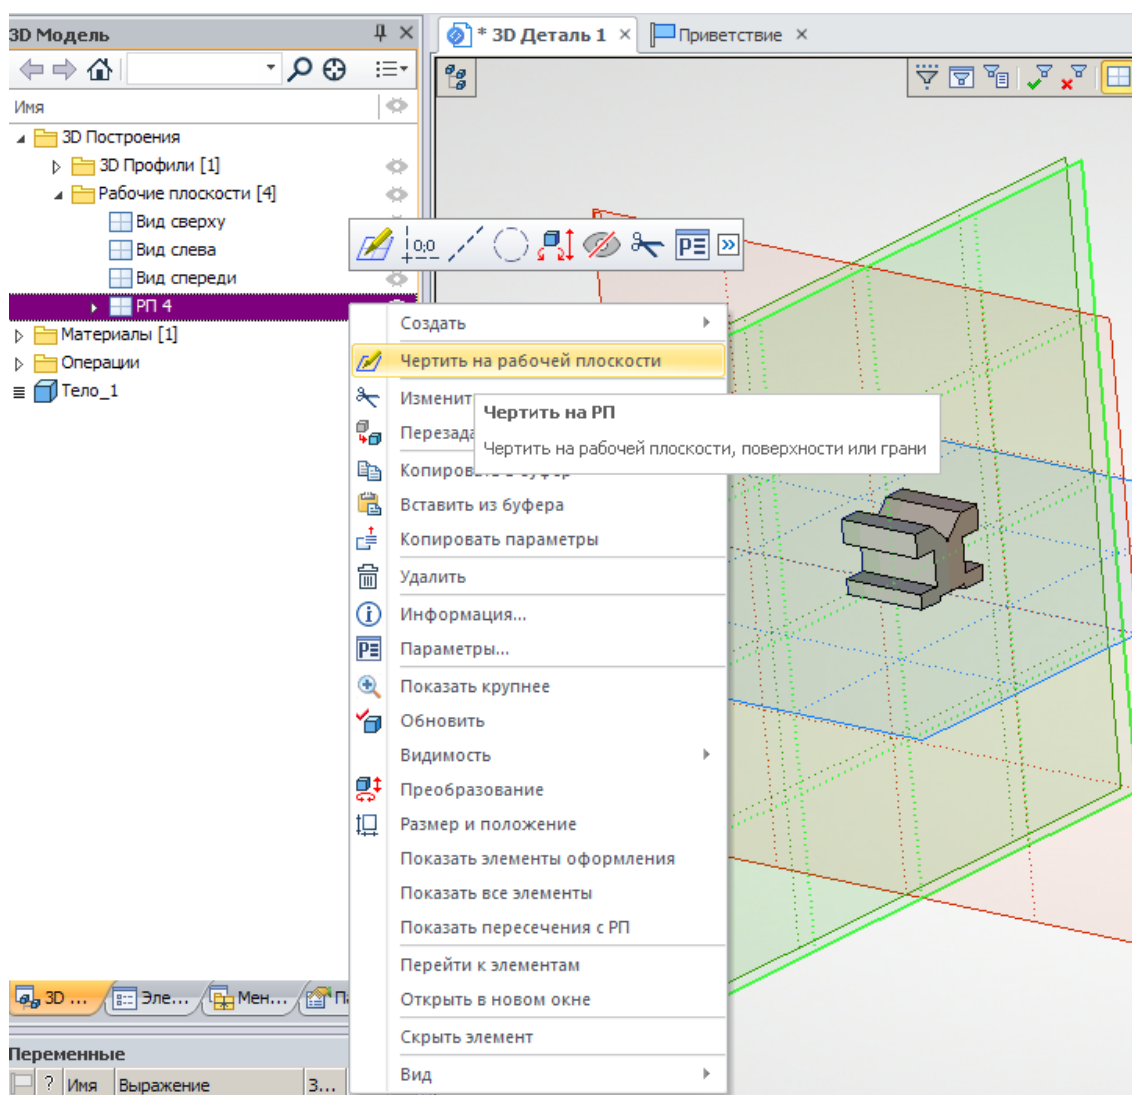 3D Модель
* 3D Деталь 1
Приветствие
Имя
3D Построения
3D Профили [1]
Рабочие плоскости [4]
Вид сверху
Вид слева
Вид спереди
РП 4
Материалы [1]
Операции
Тело_1
Создать
Чертить на рабочей плоскости
Изменит
Чертить на РП
Перезада
Чертить на рабочей плоскости, поверхности или грани
Копировать в буфер
Вставить из буфера
Копировать параметры
Удалить
Информация...
Параметры...
Показать крупнее
Обновить
Видимость
Преобразование
Размер и положение
Показать элементы оформления
Показать все элементы
Показать пересечения с РП
Перейти к элементам
Открыть в новом окне
Скрыть элемент
Вид
3D ...
Эле...
Мен...
П
Переменные
? Имя Выражение З...